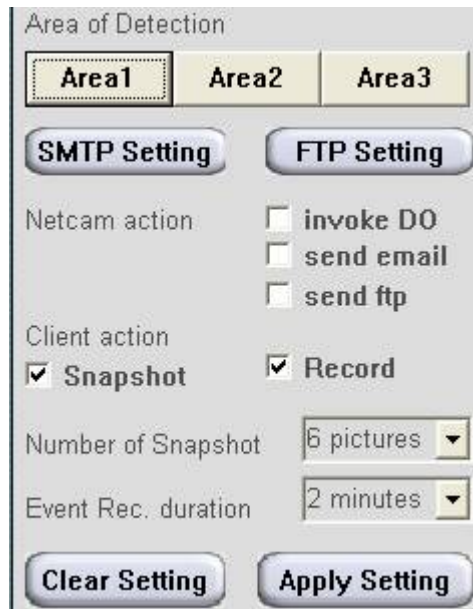 Area of Detection
Area1 Area2 Area3
SMTP Setting FTP Setting
Netcam action invoke DO
send email
send ftp
Client action
Snapshot Record
Number of Snapshot 6 pictures
Event Rec. duration 2 minutes
Clear Setting Apply Setting